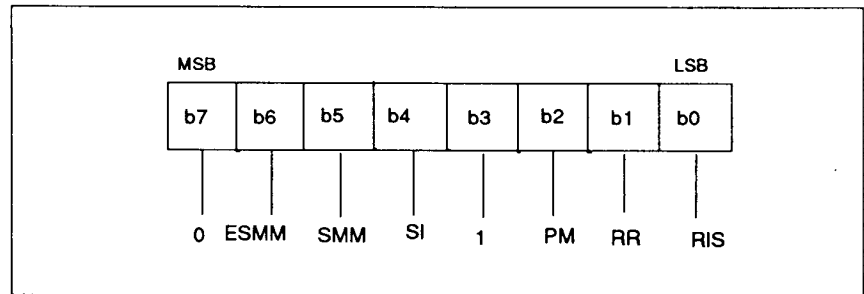 MSB LSB
b7 b6 b5 b4 b3 b2 b1 b0
0 ESMM SMM SI 1 PM RR RIS